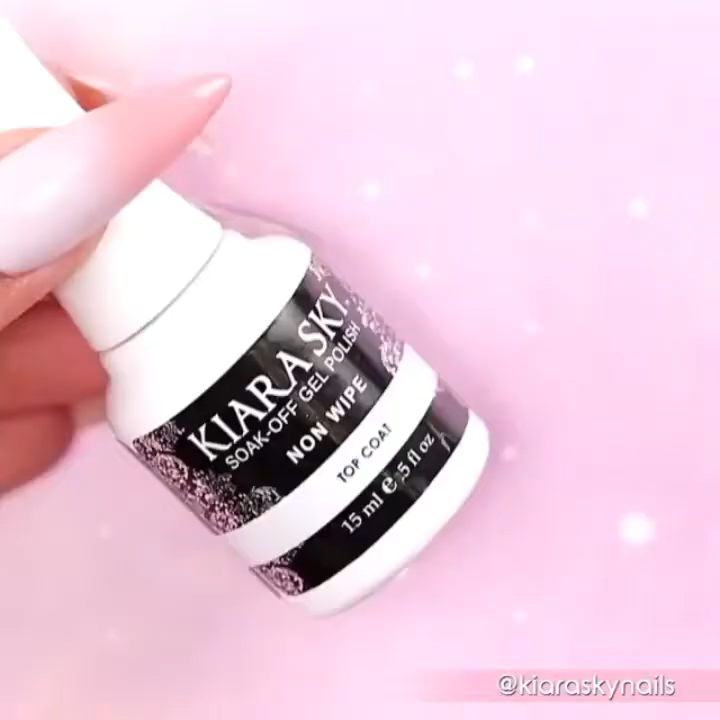 KIARA SKY
SOAK-OFF GEL POLISH
NON WIPE
TOP COAT
15 ml ℮ .5 fl oz
@kiaraskynails